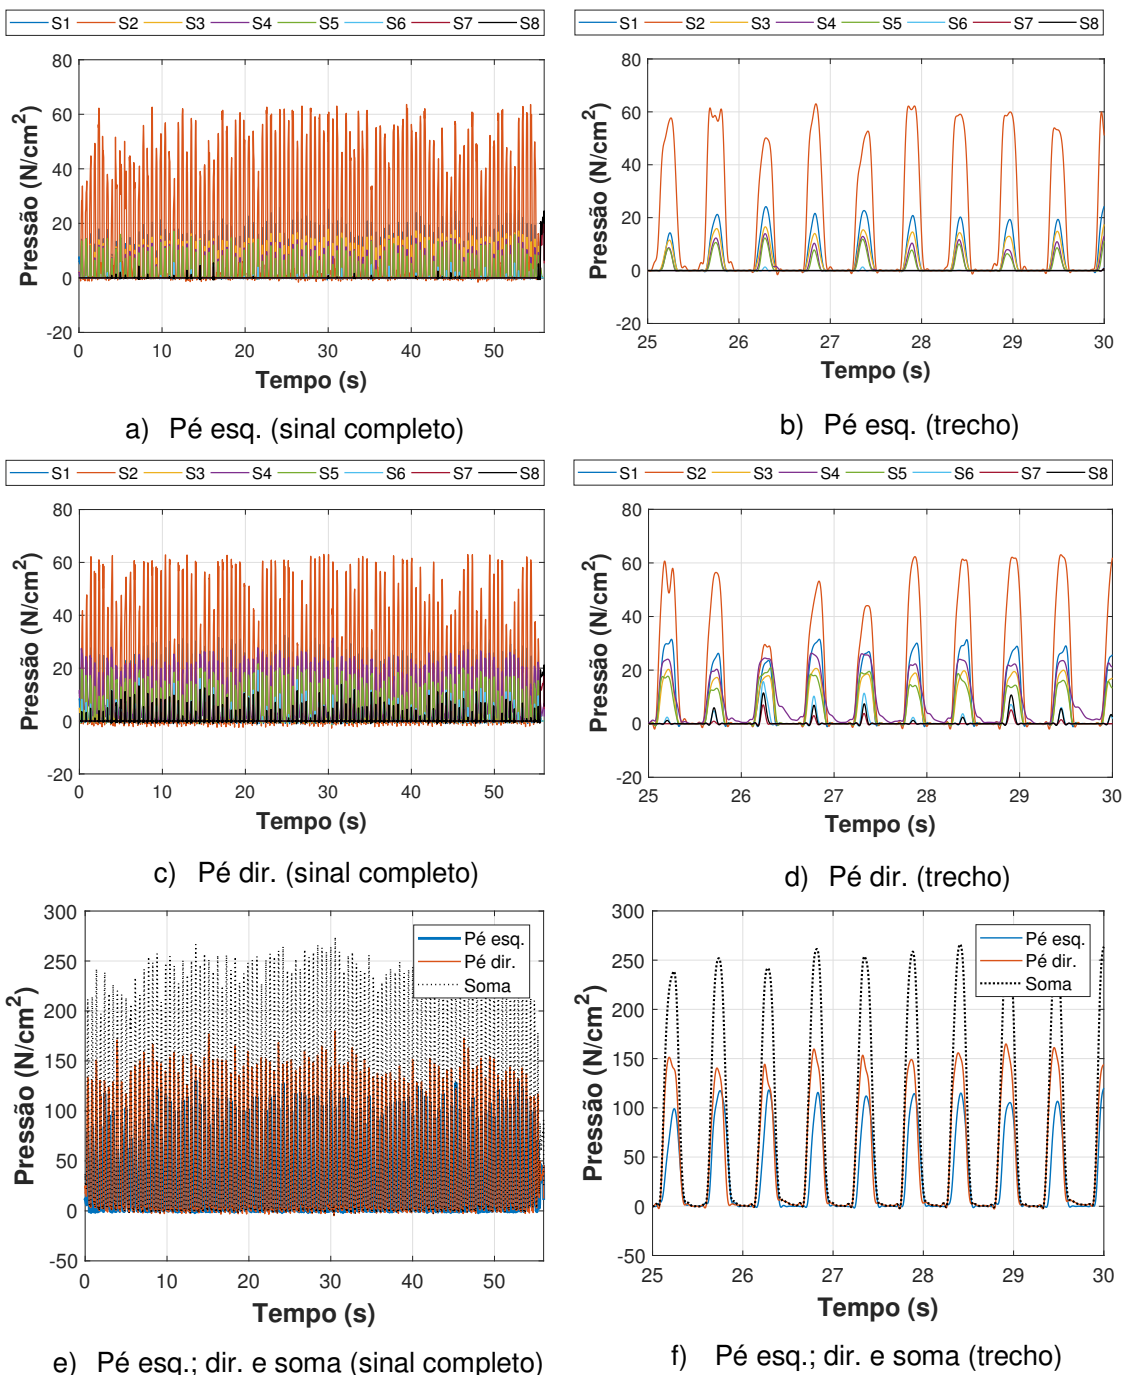 S1 S2 S3 S4 S5 S6 S7 S8
80
60
40
20
0
-20
0 10 20 30 40 50
Pressão (N/cm²)
Tempo (s)
a) Pé esq. (sinal completo)
S1 S2 S3 S4 S5 S6 S7 S8
80
60
40
20
0
-20
25 26 27 28 29 30
Pressão (N/cm²)
Tempo (s)
b) Pé esq. (trecho)
S1 S2 S3 S4 S5 S6 S7 S8
80
60
40
20
0
-20
0 10 20 30 40 50
Pressão (N/cm²)
Tempo (s)
c) Pé dir. (sinal completo)
S1 S2 S3 S4 S5 S6 S7 S8
80
60
40
20
0
-20
25 26 27 28 29 30
Pressão (N/cm²)
Tempo (s)
d) Pé dir. (trecho)
300
250
200
150
100
50
0
-50
0 10 20 30 40 50
Pressão (N/cm²)
Tempo (s)
Pé esq.
Pé dir.
Soma
e) Pé esq.; dir. e soma (sinal completo)
300
250
200
150
100
50
0
-50
25 26 27 28 29 30
Pressão (N/cm²)
Tempo (s)
Pé esq.
Pé dir.
Soma
f) Pé esq.; dir. e soma (trecho)